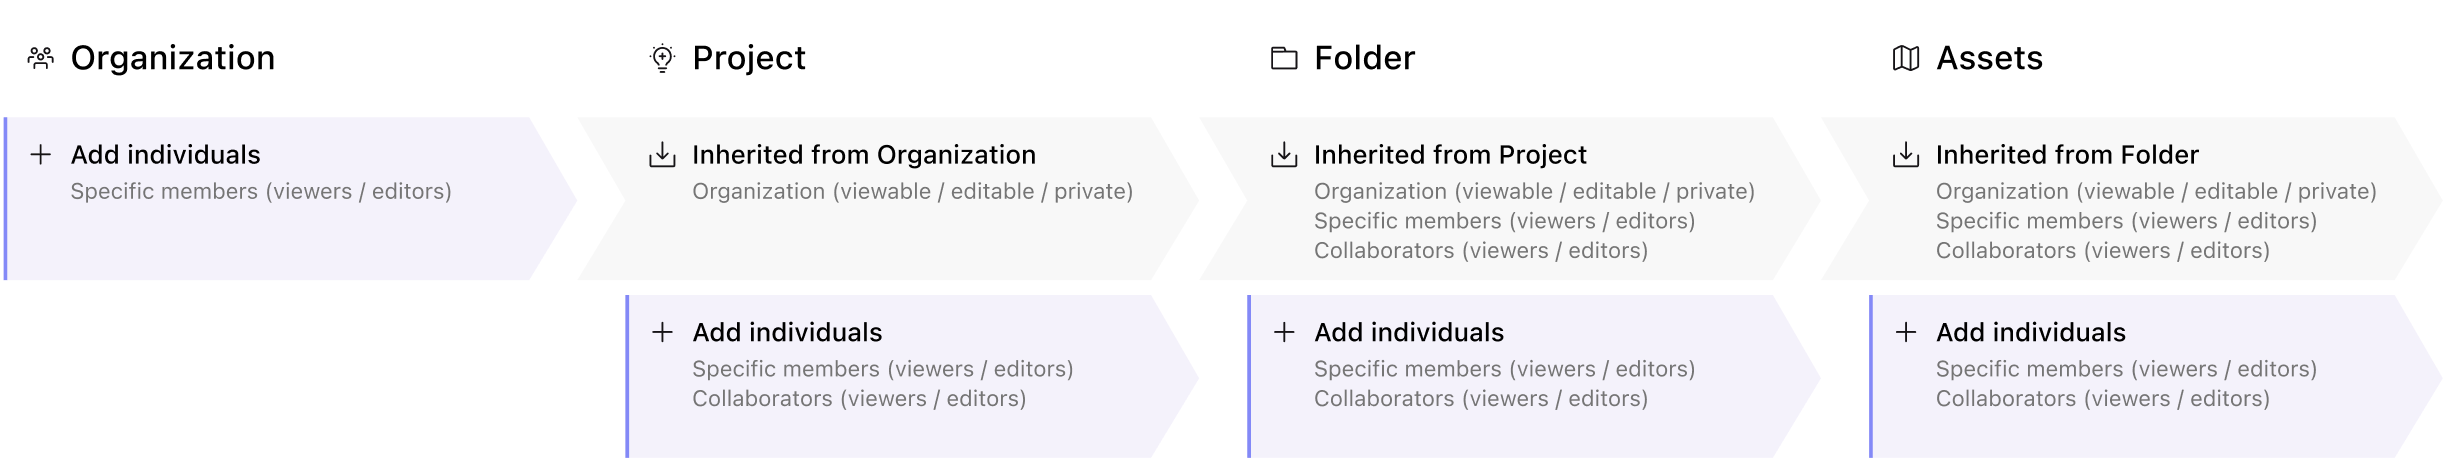 Organization
Add individuals
Specific members (viewers / editors)
Project
Inherited from Organization
Organization (viewable / editable / private)
Add individuals
Specific members (viewers / editors)
Collaborators (viewers / editors)
Folder
Inherited from Project
Organization (viewable / editable / private)
Specific members (viewers / editors)
Collaborators (viewers / editors)
Add individuals
Specific members (viewers / editors)
Collaborators (viewers / editors)
Assets
Inherited from Folder
Organization (viewable / editable / private)
Specific members (viewers / editors)
Collaborators (viewers / editors)
Add individuals
Specific members (viewers / editors)
Collaborators (viewers / editors)